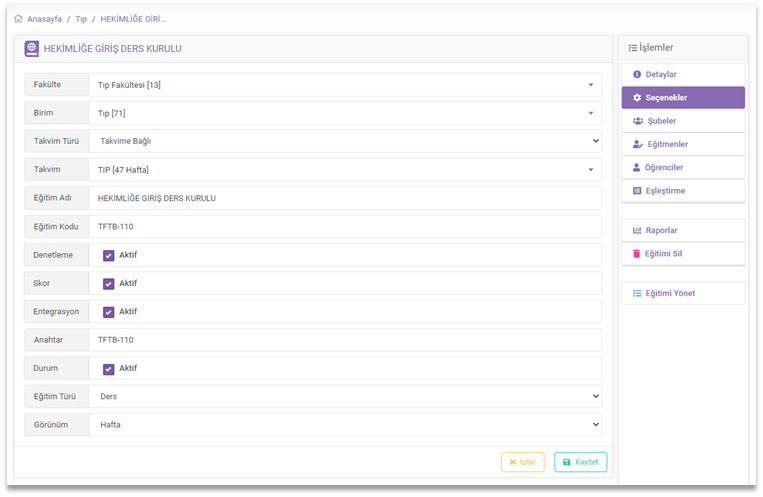 Anasayfa / Tıp / HEKİMLİĞE GİRİ...
HEKİMLİĞE GİRİŞ DERS KURULU
Fakülte Tıp Fakültesi [13]
Birim Tıp [71]
Takvim Türü Takvime Bağlı
Takvim TIP [47 Hafta]
Eğitim Adı HEKİMLİĞE GİRİŞ DERS KURULU
Eğitim Kodu TFTB-110
Denetleme Aktif
Skor Aktif
Entegrasyon Aktif
Anahtar TFTB-110
Durum Aktif
Eğitim Türü Ders
Görünüm Hafta
İptal Kaydet
İşlemler
Detaylar
Seçenekler
Şubeler
Eğitmenler
Öğrenciler
Eşleştirme
Raporlar
Eğitimi Sil
Eğitimi Yönet